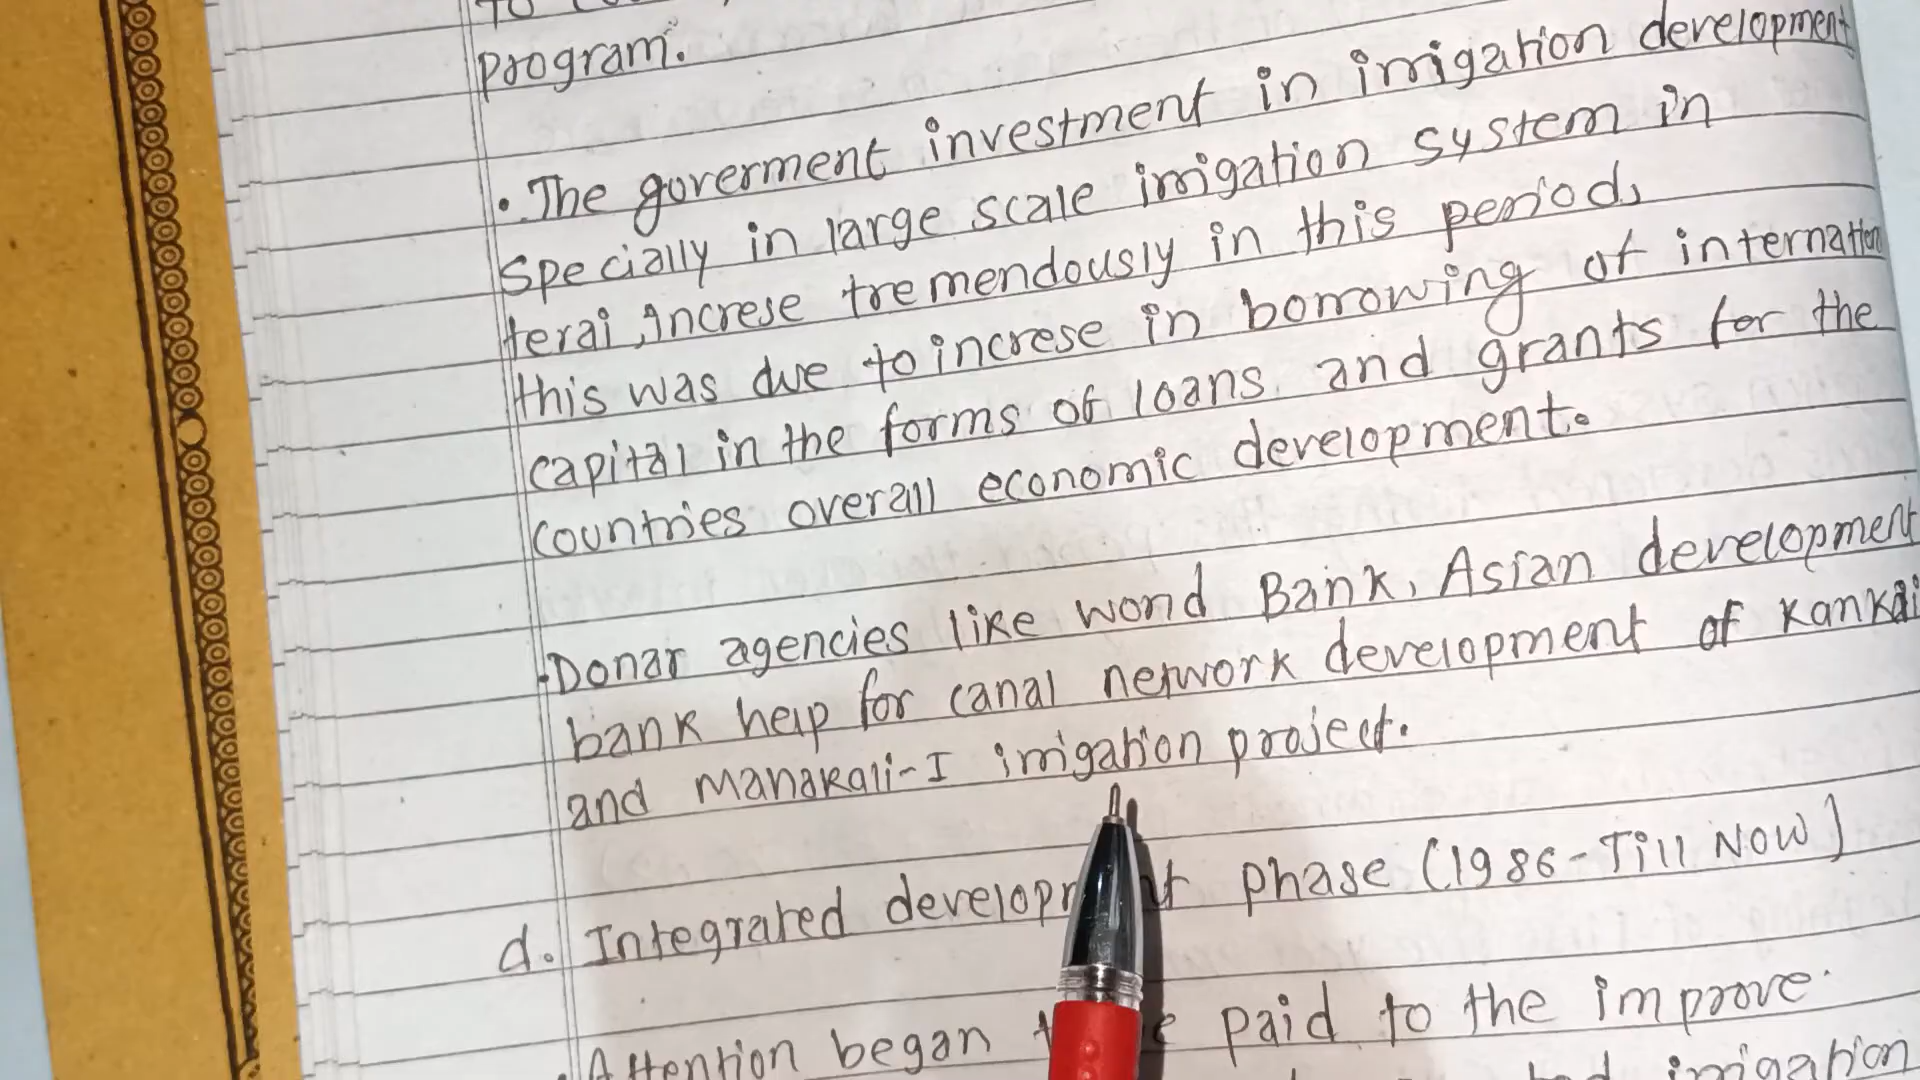 program.
• The goverment investment in irrigation development
specially in large scale irrigation system in
terai, increse tremendously in this period,
this was due to increse in borrowing of internation
capital in the forms of loans and grants for the
countries overall economic development.
• Donar agencies like world Bank, Asian development
bank help for canal network development of Kankai
and Mahakali-I irrigation project.
d. Integrated development phase (1986-Till Now)
• Attention began paid to the improve
irrigation